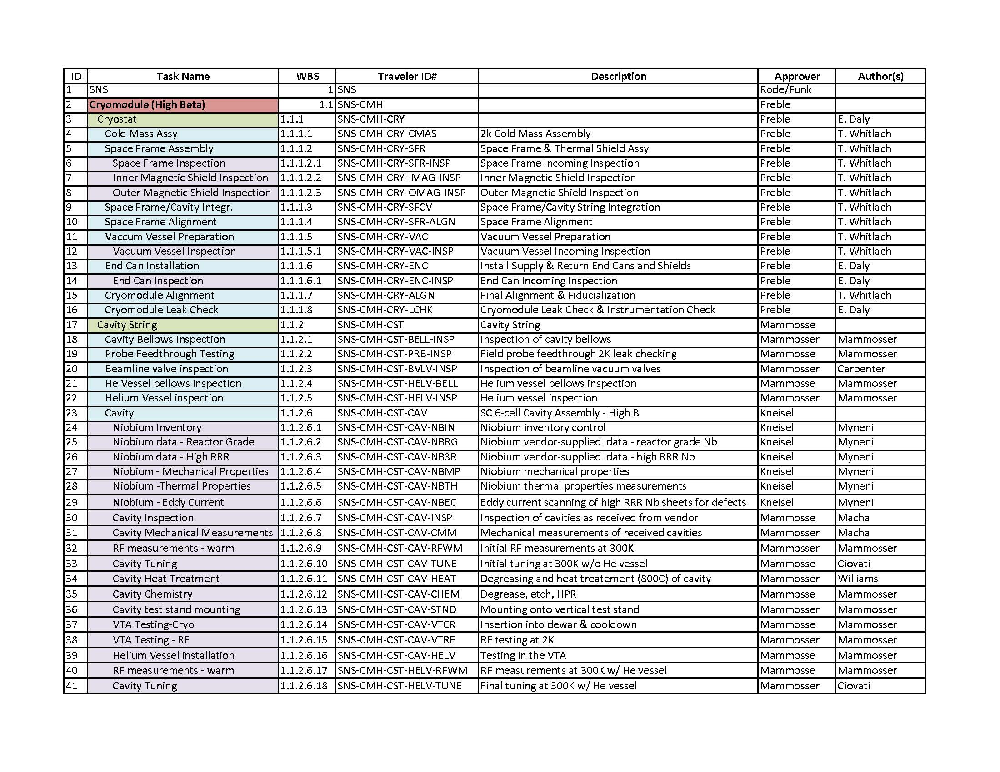 ID Task Name WBS Traveler ID# Description Approver Author(s)
1 SNS 1 SNS Rode/Funk
2 Cryomodule (High Beta) 1.1 SNS-CMH Preble
3 Cryostat 1.1.1 SNS-CMH-CRY Preble E. Daly
4 Cold Mass Assy 1.1.1.1 SNS-CMH-CRY-CMAS 2k Cold Mass Assembly Preble T. Whitlach
5 Space Frame Assembly 1.1.1.2 SNS-CMH-CRY-SFR Space Frame & Thermal Shield Assy Preble T. Whitlach
6 Space Frame Inspection 1.1.1.2.1 SNS-CMH-CRY-SFR-INSP Space Frame Incoming Inspection Preble T. Whitlach
7 Inner Magnetic Shield Inspection 1.1.1.2.2 SNS-CMH-CRY-IMAG-INSP Inner Magnetic Shield Inspection Preble T. Whitlach
8 Outer Magnetic Shield Inspection 1.1.1.2.3 SNS-CMH-CRY-OMAG-INSP Outer Magnetic Shield Inspection Preble T. Whitlach
9 Space Frame/Cavity Integr. 1.1.1.3 SNS-CMH-CRY-SFCV Space Frame/Cavity String Integration Preble T. Whitlach
10 Space Frame Alignment 1.1.1.4 SNS-CMH-CRY-SFR-ALGN Space Frame Alignment Preble T. Whitlach
11 Vaccum Vessel Preparation 1.1.1.5 SNS-CMH-CRY-VAC Vacuum Vessel Preparation Preble T. Whitlach
12 Vacuum Vessel Inspection 1.1.1.5.1 SNS-CMH-CRY-VAC-INSP Vacuum Vessel Incoming Inspection Preble T. Whitlach
13 End Can Installation 1.1.1.6 SNS-CMH-CRY-ENC Install Supply & Return End Cans and Shields Preble E. Daly
14 End Can Inspection 1.1.1.6.1 SNS-CMH-CRY-ENC-INSP End Can Incoming Inspection Preble E. Daly
15 Cryomodule Alignment 1.1.1.7 SNS-CMH-CRY-ALGN Final Alignment & Fiducialization Preble T. Whitlach
16 Cryomodule Leak Check 1.1.1.8 SNS-CMH-CRY-LCHK Cryomodule Leak Check & Instrumentation Check Preble E. Daly
17 Cavity String 1.1.2 SNS-CMH-CST Cavity String Mammosse
18 Cavity Bellows Inspection 1.1.2.1 SNS-CMH-CST-BELL-INSP Inspection of cavity bellows Mammosser Mammosser
19 Probe Feedthrough Testing 1.1.2.2 SNS-CMH-CST-PRB-INSP Field probe feedthrough 2K leak checking Mammosse Mammosser
20 Beamline valve inspection 1.1.2.3 SNS-CMH-CST-BVLV-INSP Inspection of beamline vacuum valves Mammosser Carpenter
21 He Vessel bellows inspection 1.1.2.4 SNS-CMH-CST-HELV-BELL Helium vessel bellows inspection Mammosse Mammosser
22 Helium Vessel inspection 1.1.2.5 SNS-CMH-CST-HELV-INSP Helium vessel inspection Mammosser Mammosser
23 Cavity 1.1.2.6 SNS-CMH-CST-CAV SC 6-cell Cavity Assembly - High B Kneisel
24 Niobium Inventory 1.1.2.6.1 SNS-CMH-CST-CAV-NBIN Niobium inventory control Kneisel Myneni
25 Niobium data - Reactor Grade 1.1.2.6.2 SNS-CMH-CST-CAV-NBRG Niobium vendor-supplied data - reactor grade Nb Kneisel Myneni
26 Niobium data - High RRR 1.1.2.6.3 SNS-CMH-CST-CAV-NB3R Niobium vendor-supplied data - high RRR Nb Kneisel Myneni
27 Niobium - Mechanical Properties 1.1.2.6.4 SNS-CMH-CST-CAV-NBMP Niobium mechanical properties Kneisel Myneni
28 Niobium -Thermal Properties 1.1.2.6.5 SNS-CMH-CST-CAV-NBTH Niobium thermal properties measurements Kneisel Myneni
29 Niobium - Eddy Current 1.1.2.6.6 SNS-CMH-CST-CAV-NBEC Eddy current scanning of high RRR Nb sheets for defects Kneisel Myneni
30 Cavity Inspection 1.1.2.6.7 SNS-CMH-CST-CAV-INSP Inspection of cavities as received from vendor Mammosse Macha
31 Cavity Mechanical Measurements 1.1.2.6.8 SNS-CMH-CST-CAV-CMM Mechanical measurements of received cavities Mammosser Macha
32 RF measurements - warm 1.1.2.6.9 SNS-CMH-CST-CAV-RFWM Initial RF measurements at 300K Mammosser Mammosser
33 Cavity Tuning 1.1.2.6.10 SNS-CMH-CST-CAV-TUNE Initial tuning at 300K w/o He vessel Mammosse Ciovati
34 Cavity Heat Treatment 1.1.2.6.11 SNS-CMH-CST-CAV-HEAT Degreasing and heat treatement (800C) of cavity Mammosser Williams
35 Cavity Chemistry 1.1.2.6.12 SNS-CMH-CST-CAV-CHEM Degrease, etch, HPR Mammosse Mammosser
36 Cavity test stand mounting 1.1.2.6.13 SNS-CMH-CST-CAV-STND Mounting onto vertical test stand Mammosser Mammosser
37 VTA Testing-Cryo 1.1.2.6.14 SNS-CMH-CST-CAV-VTCR Insertion into dewar & cooldown Mammosse Mammosser
38 VTA Testing - RF 1.1.2.6.15 SNS-CMH-CST-CAV-VTRF RF testing at 2K Mammosser Mammosser
39 Helium Vessel installation 1.1.2.6.16 SNS-CMH-CST-CAV-HELV Testing in the VTA Mammosse Mammosser
40 RF measurements - warm 1.1.2.6.17 SNS-CMH-CST-HELV-RFWM RF measurements at 300K w/ He vessel Mammosse Mammosser
41 Cavity Tuning 1.1.2.6.18 SNS-CMH-CST-HELV-TUNE Final tuning at 300K w/ He vessel Mammosser Ciovati